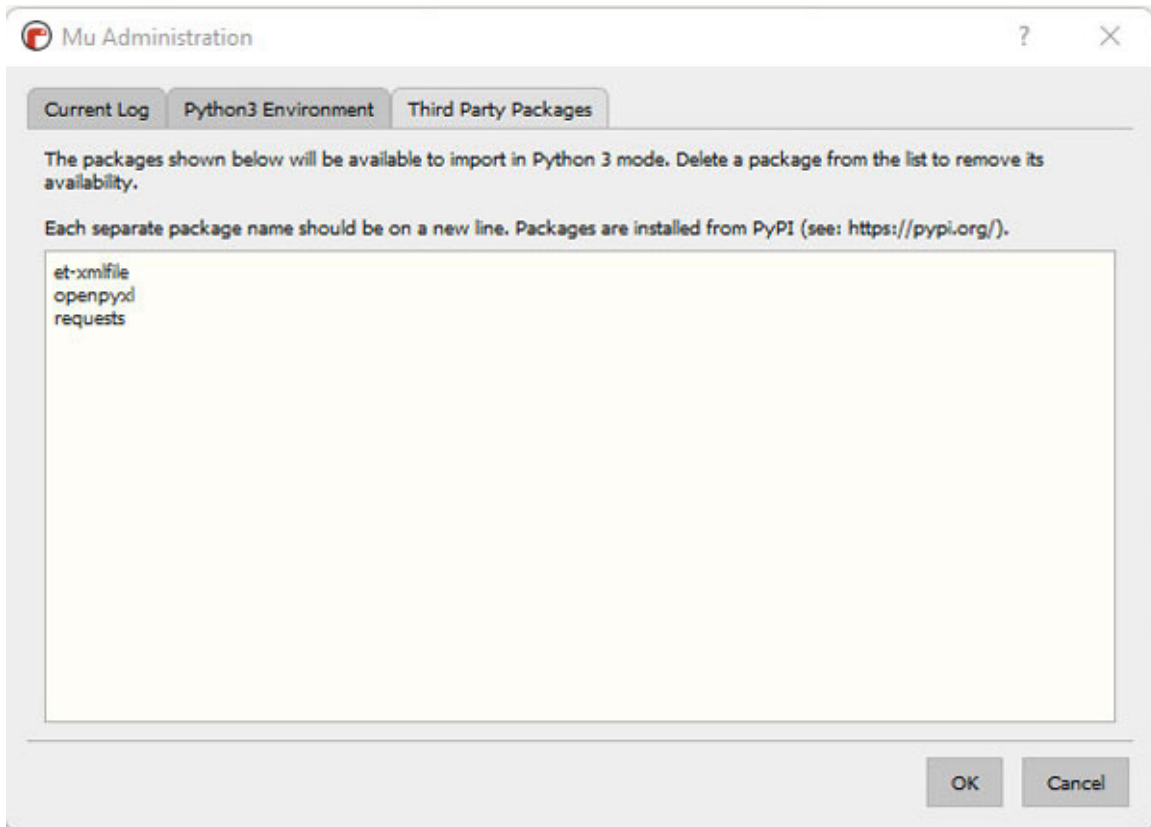 Mu Administration
?
Current Log
Python3 Environment
Third Party Packages
The packages shown below will be available to import in Python 3 mode. Delete a package from the list to remove its
availability.
Each separate package name should be on a new line. Packages are installed from PyPI (see: https://pypi.org/).
et-xmlfile
openpyxl
requests
OK
Cancel